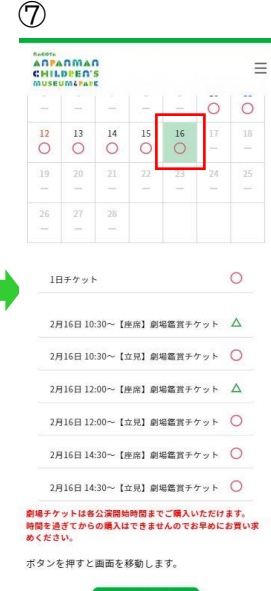 ⑦
NAGOYA
ANPANMAN
CHILDREN'S
MUSEUM&PARK
12 13 14 15 16 17 18
○ ○ ○ ○ ○ — —
19 20 21 22 23 24 25
— — — — — — —
26 27 28
— — —
1日チケット ○
2月16日 10:30～【座席】劇場鑑賞チケット △
2月16日 10:30～【立見】劇場鑑賞チケット ○
2月16日 12:00～【座席】劇場鑑賞チケット △
2月16日 12:00～【立見】劇場鑑賞チケット ○
2月16日 14:30～【座席】劇場鑑賞チケット ○
2月16日 14:30～【立見】劇場鑑賞チケット ○
劇場チケットは各公演開始時間までご購入いただけます。
時間を過ぎてからの購入はできませんのでお早めにお買い求
めください。
ボタンを押すと画面を移動します。